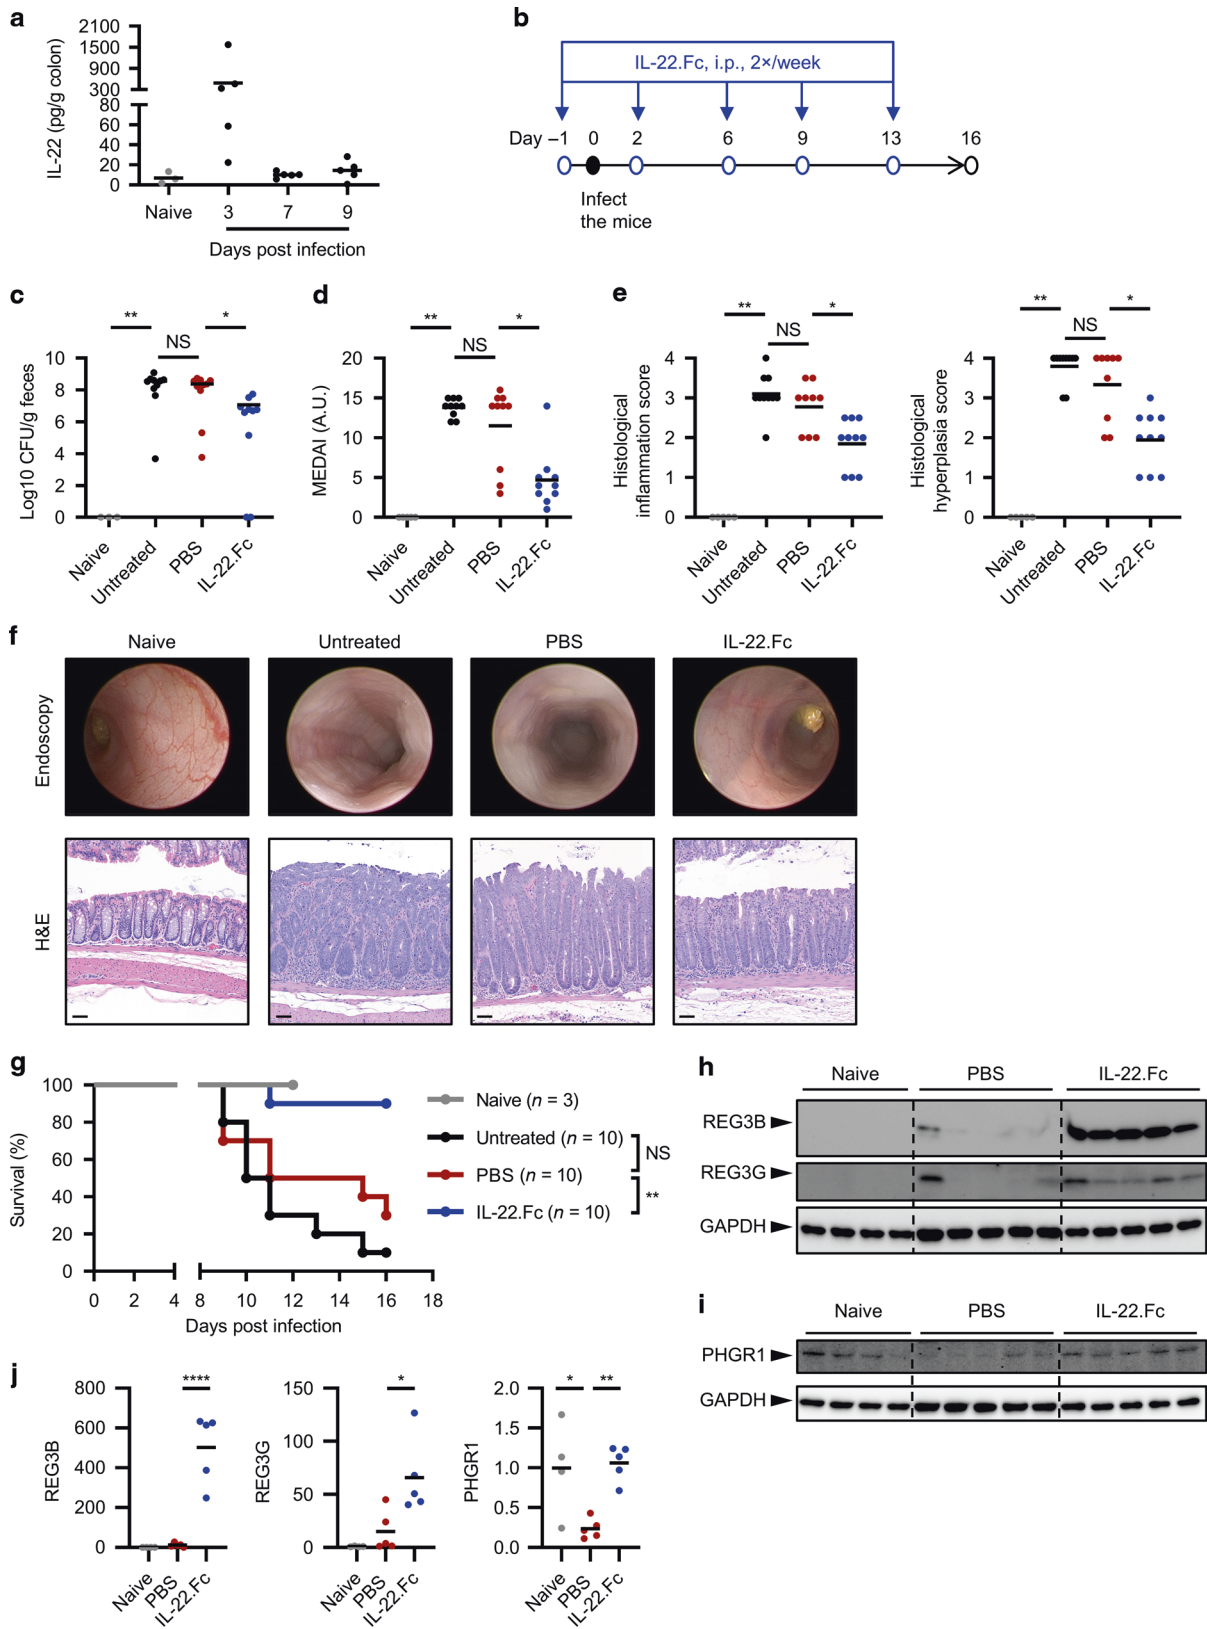 a
2100
1500
900
300
80
60
40
20
0
IL-22 (pg/g colon)
Naive 3 7 9
Days post infection
b
IL-22.Fc, i.p., 2×/week
Day –1 0 2 6 9 13 16
Infect
the mice
c
** NS *
10
8
6
4
2
0
Log10 CFU/g feces
Naive Untreated PBS IL-22.Fc
d
** NS *
20
15
10
5
0
MEDAI (A.U.)
Naive Untreated PBS IL-22.Fc
e
** NS *
4
3
2
1
0
Histological
inflammation score
Naive Untreated PBS IL-22.Fc
** NS *
4
3
2
1
0
Histological
hyperplasia score
Naive Untreated PBS IL-22.Fc
f
Naive Untreated PBS IL-22.Fc
Endoscopy
H&E
g
100
80
60
40
20
0
Survival (%)
0 2 4 8 10 12 14 16 18
Days post infection
Naive (n = 3)
Untreated (n = 10)
PBS (n = 10)
IL-22.Fc (n = 10)
NS
**
h
Naive PBS IL-22.Fc
REG3B
REG3G
GAPDH
i
Naive PBS IL-22.Fc
PHGR1
GAPDH
j
****
800
600
400
200
0
REG3B
Naive PBS IL-22.Fc
*
150
100
50
0
REG3G
Naive PBS IL-22.Fc
* **
2.0
1.5
1.0
0.5
0.0
PHGR1
Naive PBS IL-22.Fc